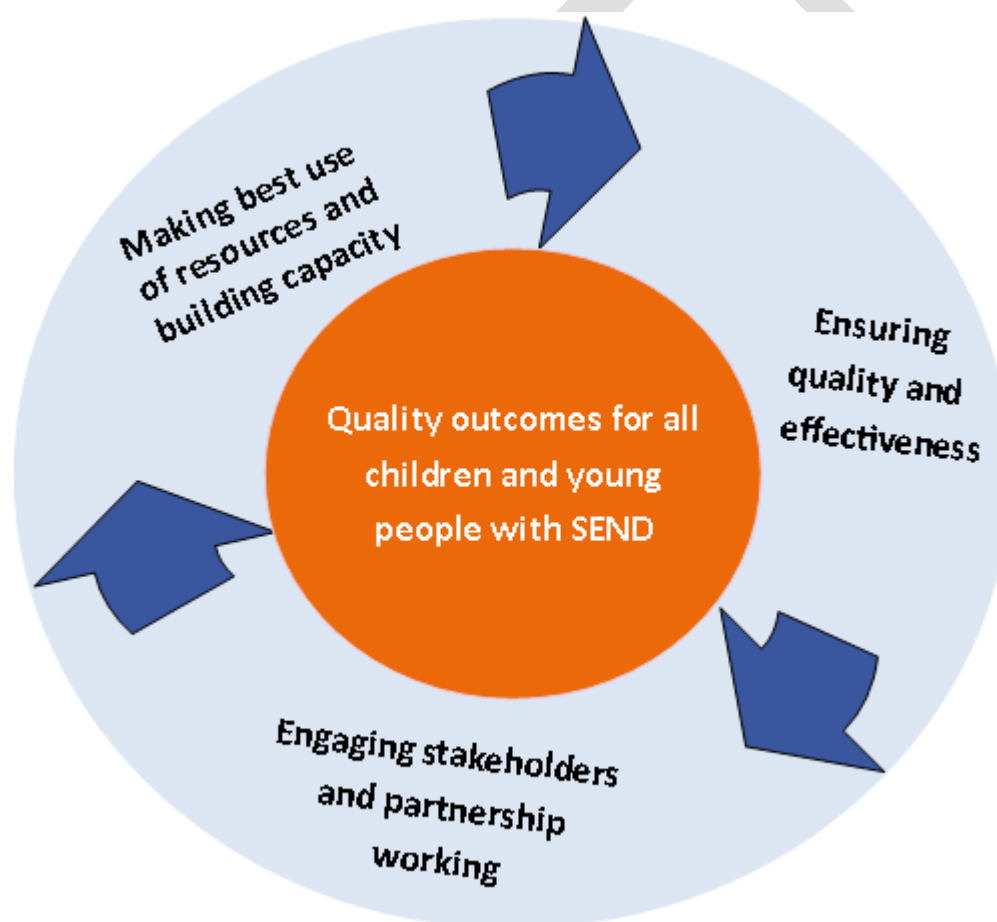 Making best use
of resources and
building capacity
Ensuring
quality and
effectiveness
Quality outcomes for all
children and young
people with SEND
Engaging stakeholders
and partnership
working